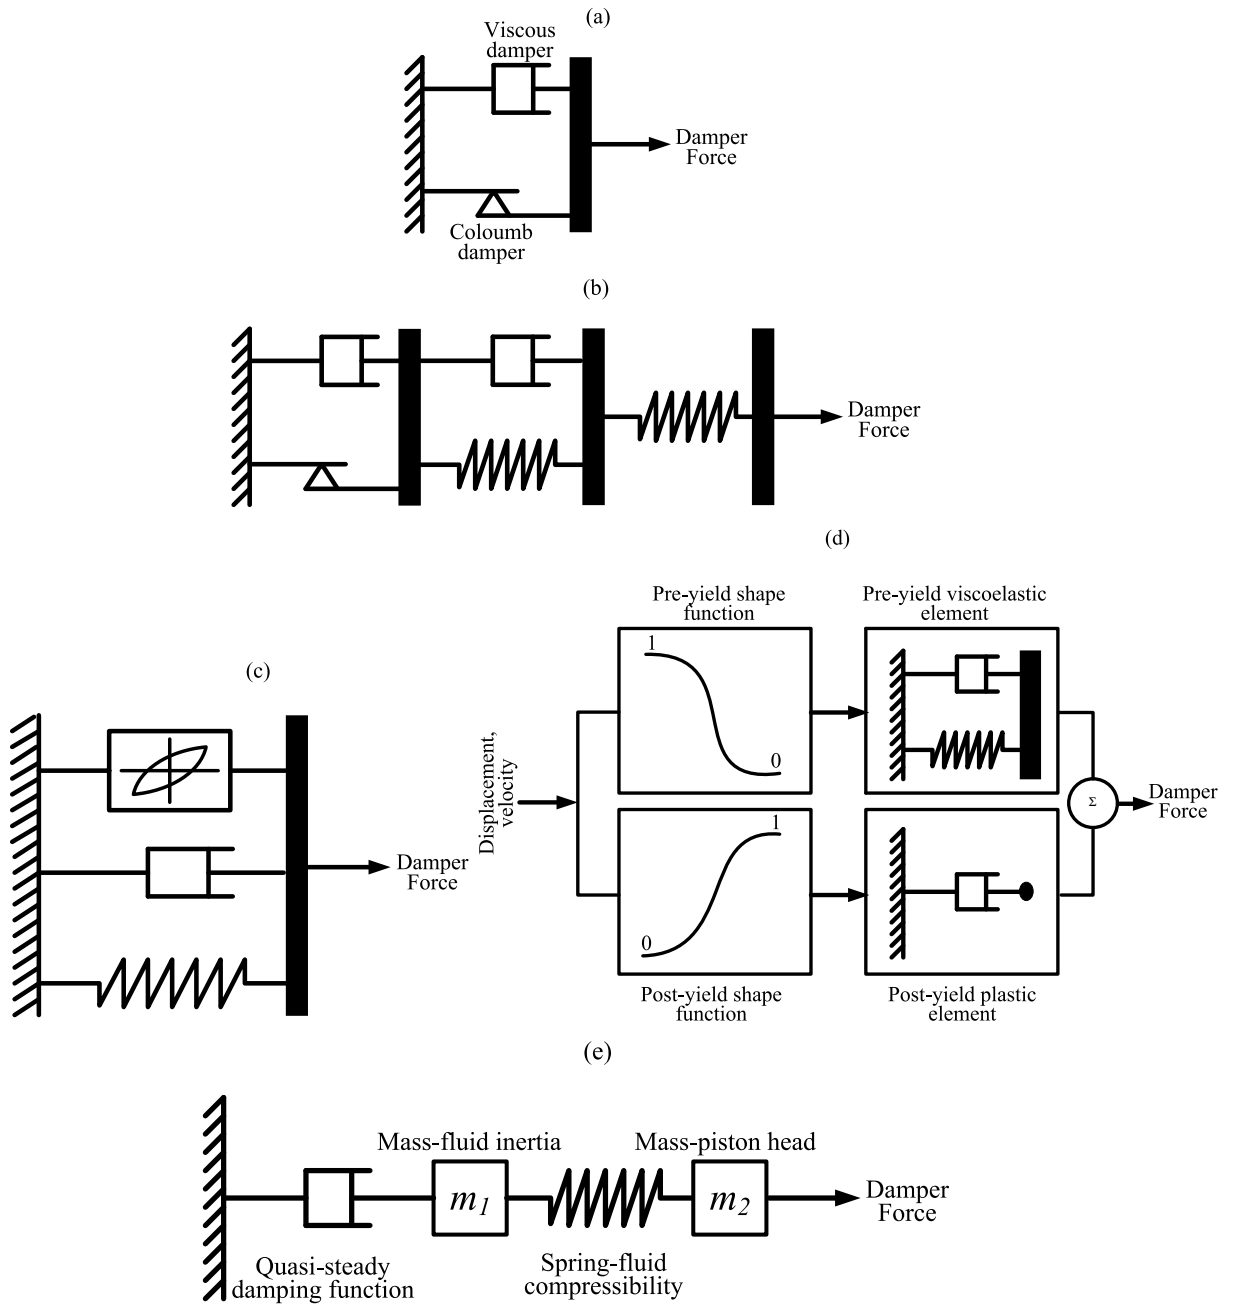 (a)
Viscous
damper
Damper
Force
Coloumb
damper
(b)
Damper
Force
(c)
Damper
Force
(d)
Pre-yield shape
function
Pre-yield viscoelastic
element
1
0
Displacement,
velocity
Σ
Damper
Force
1
0
Post-yield shape
function
Post-yield plastic
element
(e)
Mass-fluid inertia
Mass-piston head
m1
m2
Damper
Force
Quasi-steady
damping function
Spring-fluid
compressibility